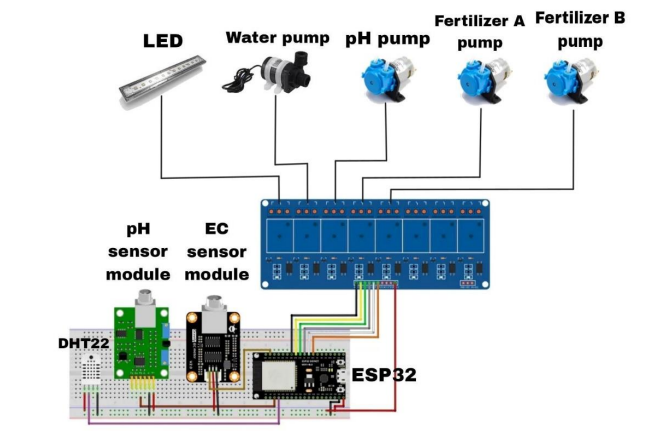 LED
Water pump
pH pump
Fertilizer A
pump
Fertilizer B
pump
pH
sensor
module
EC
sensor
module
DHT22
ESP32